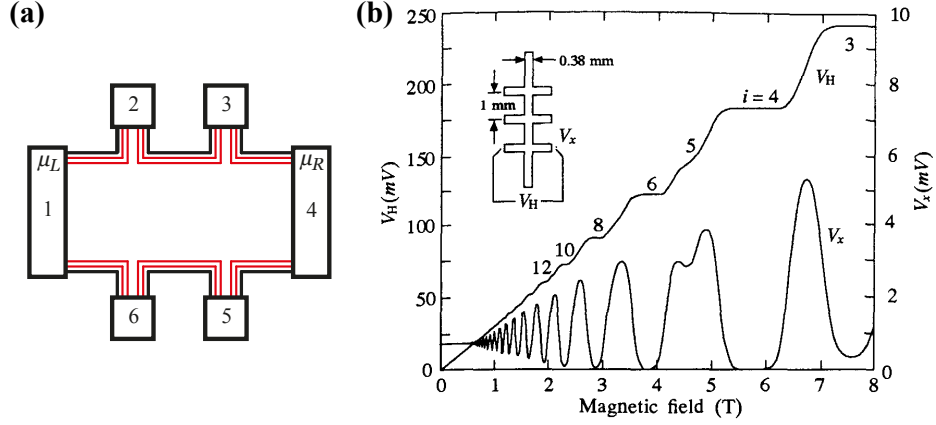 (a)
2
3
μL
μR
1
4
6
5
(b)
250
200
150
100
50
0
VH(mV)
10
8
6
4
2
0
Vx(mV)
0.38 mm
1 mm
Vx
VH
3
VH
i = 4
5
6
8
10
12
Vx
0 1 2 3 4 5 6 7 8
Magnetic field (T)